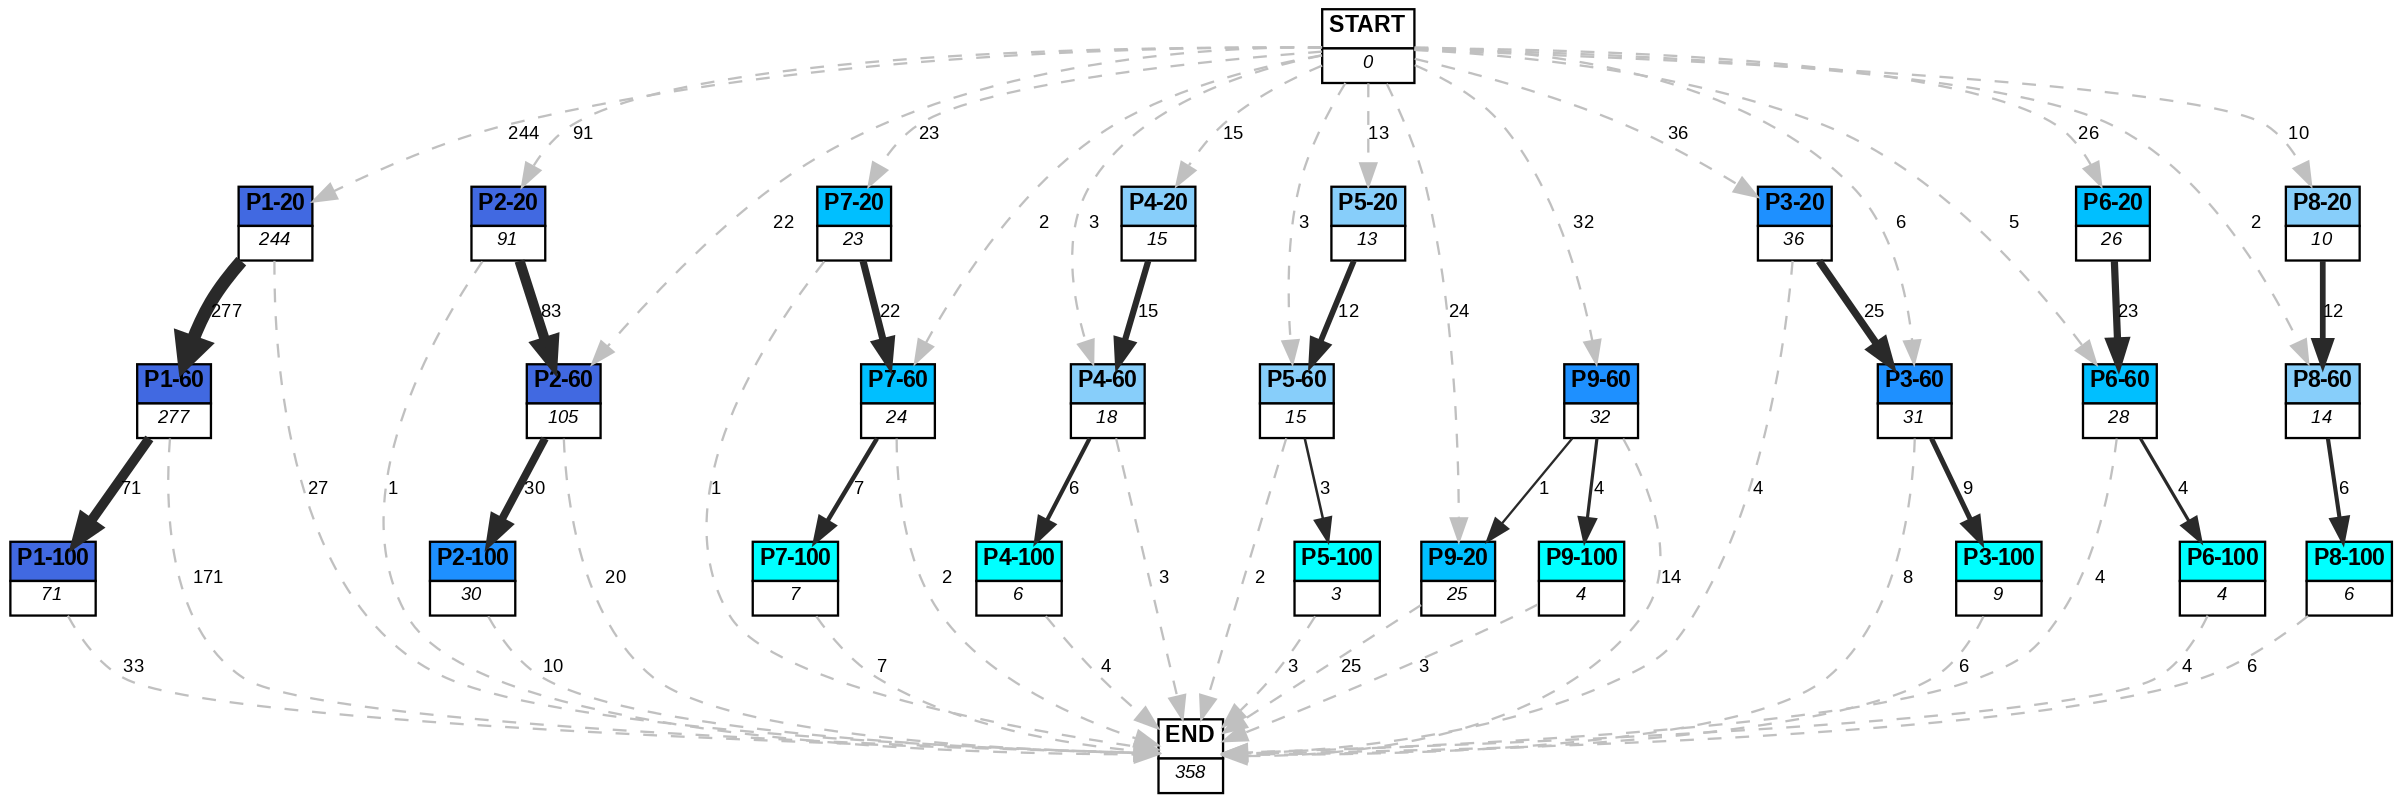 START
0
244
91
23
15
13
36
26
10
P1-20
244
P2-20
91
P7-20
23
P4-20
15
P5-20
13
P3-20
36
P6-20
26
P8-20
10
22
2
3
3
32
6
5
2
277
83
22
15
12
24
25
23
12
P1-60
277
P2-60
105
P7-60
24
P4-60
18
P5-60
15
P9-60
32
P3-60
31
P6-60
28
P8-60
14
71
27
1
30
1
7
6
3
1
4
4
9
4
6
P1-100
71
P2-100
30
P7-100
7
P4-100
6
P5-100
3
P9-20
25
P9-100
4
P3-100
9
P6-100
4
P8-100
6
171
20
2
3
2
14
8
4
33
10
7
4
3
25
3
6
4
6
END
358